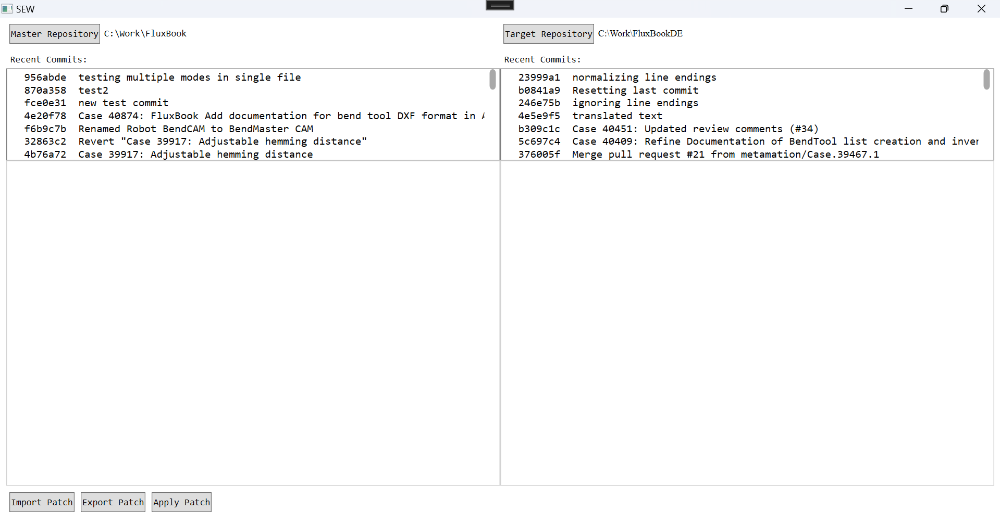 SEW
Master Repository C:\Work\FluxBook
Recent Commits:
956abde testing multiple modes in single file
870a358 test2
fce0e31 new test commit
4e20f78 Case 40874: FluxBook Add documentation for bend tool DXF format in
f6b9c7b Renamed Robot BendCAM to BendMaster CAM
32863c2 Revert "Case 39917: Adjustable hemming distance"
4b76a72 Case 39917: Adjustable hemming distance
Target Repository C:\Work\FluxBookDE
Recent Commits:
23999a1 normalizing line endings
b0841a9 Resetting last commit
246e75b ignoring line endings
4e5e9f5 translated text
b309c1c Case 40451: Updated review comments (#34)
5c697c4 Case 40409: Refine Documentation of BendTool list creation and
376005f Merge pull request #21 from metamation/Case.39467.1
Import Patch Export Patch Apply Patch